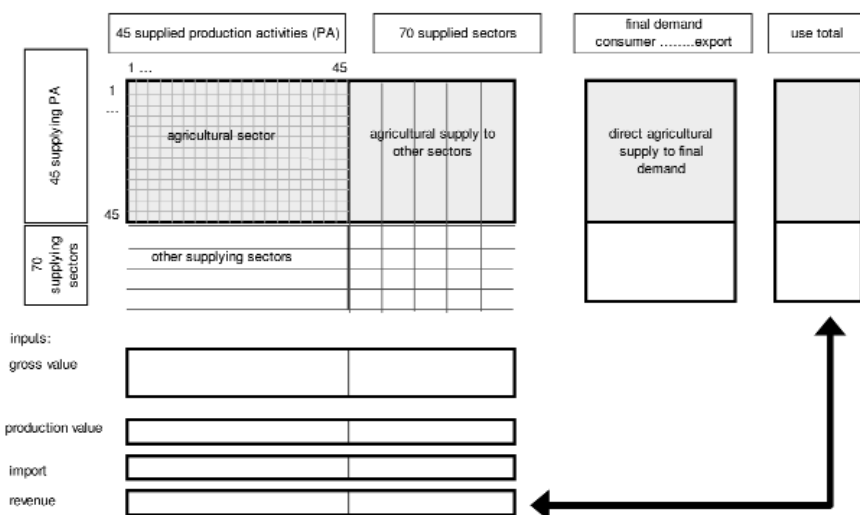 45 supplied production activities (PA)
70 supplied sectors
final demand
consumer ........export
use total
1 ...
45
45 supplying PA
1
...
45
agricultural sector
agricultural supply to
other sectors
direct agricultural
supply to final
demand
70
supplying
sectors
other supplying sectors
inputs:
gross value
production value
import
revenue